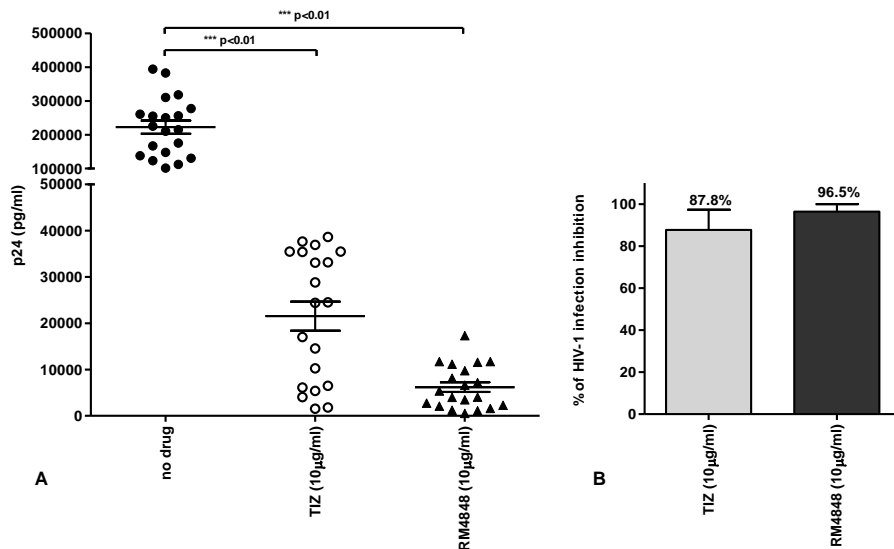 *** p<0.01
*** p<0.01
p24 (pg/ml)
500000
400000
300000
200000
100000
50000
40000
30000
20000
10000
0
no drug
TIZ (10µg/ml)
RM4848 (10µg/ml)
A
% of HIV-1 infection inhibition
100
80
60
40
20
0
87.8%
96.5%
TIZ (10µg/ml)
RM4848 (10µg/ml)
B